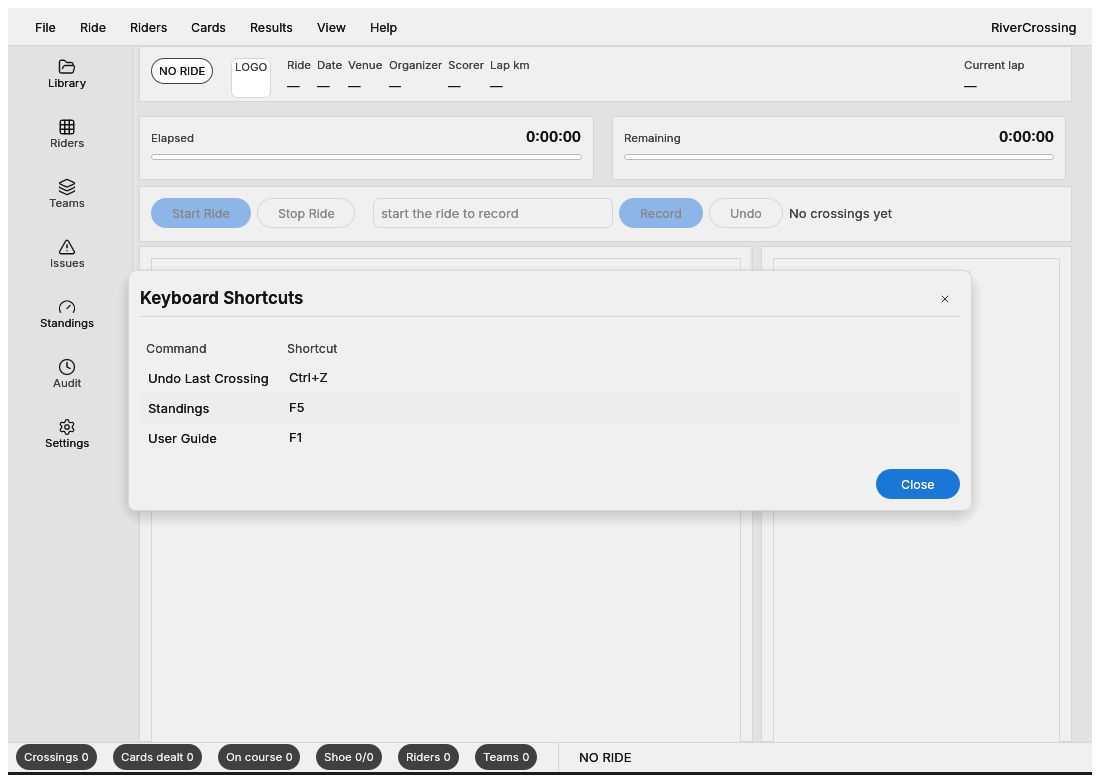 File Ride Riders Cards Results View Help RiverCrossing
Library
Riders
Teams
Issues
Standings
Audit
Settings
NO RIDE
LOGO
Ride Date Venue Organizer Scorer Lap km Current lap
— — — — — — —
Elapsed 0:00:00
Remaining 0:00:00
Start Ride Stop Ride start the ride to record Record Undo No crossings yet
Keyboard Shortcuts ×
Command Shortcut
Undo Last Crossing Ctrl+Z
Standings F5
User Guide F1
Close
Crossings 0 Cards dealt 0 On course 0 Shoe 0/0 Riders 0 Teams 0 NO RIDE